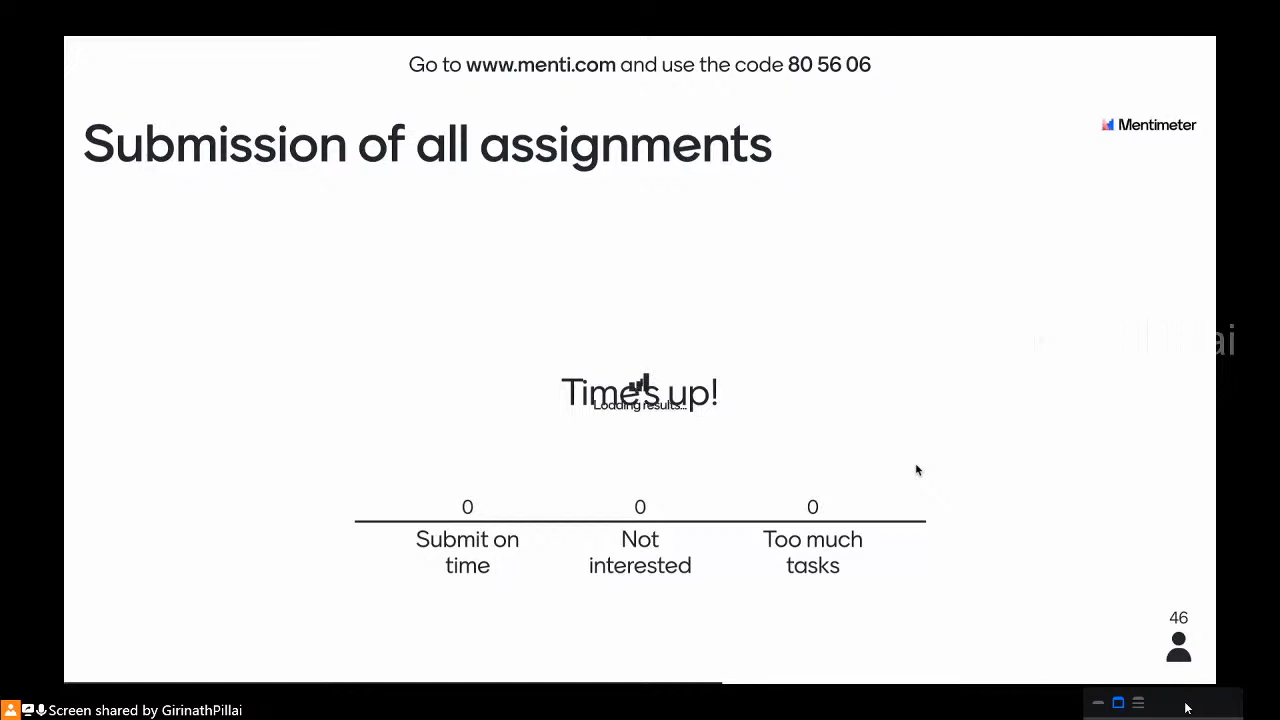 Go to www.menti.com and use the code 80 56 06
Submission of all assignments
Mentimeter
Time's up!
Loading results...
0
0
0
Submit on
time
Not
interested
Too much
tasks
46
Screen shared by GirinathPillai